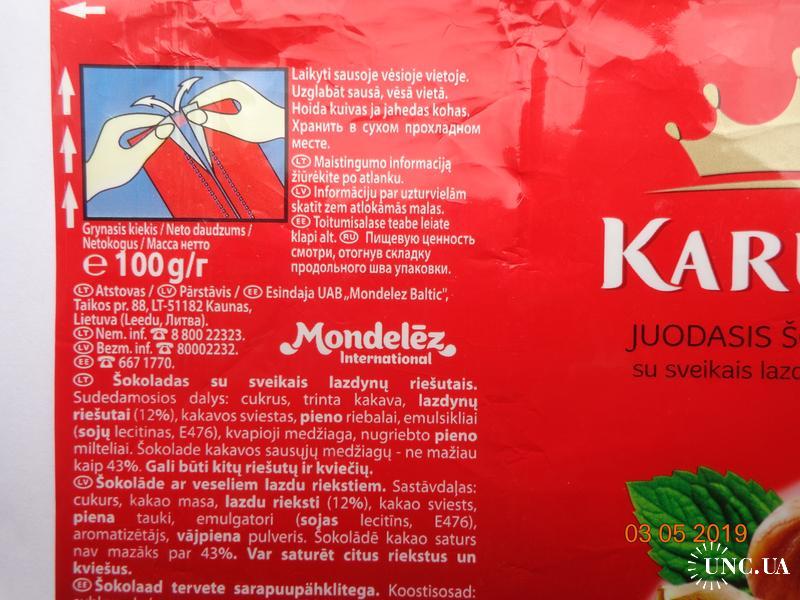 Laikyti sausoje vėsioje vietoje.
Uzglabāt sausā, vēsā vietā.
Hoida kuivas ja jahedas kohas.
Хранить в сухом прохладном
месте.
LT Maistingumo informaciją
žiūrėkite po atlanku.
LV Informāciju par uzturvielām
skatīt zem atlokāmās malas.
EE Toitumisalase teabe leiate
klapi alt. RU Пищевую ценность
смотри, отогнув складку
продольного шва упаковки.
Grynasis kiekis / Neto daudzums /
Netokogus / Масса нетто
℮ 100 g/г
LT Atstovas / LV Pārstāvis / EE Esindaja UAB „Mondelez Baltic",
Taikos pr. 88, LT-51182 Kaunas,
Lietuva (Leedu, Литва).
LT Nem. inf. ☎ 8 800 22323.
LV Bezm. inf. ☎ 80002232.
EE ☎ 667 1770.
Mondelēz
International
LT Šokoladas su sveikais lazdynų riešutais.
Sudedamosios dalys: cukrus, trinta kakava, lazdynų
riešutai (12%), kakavos sviestas, pieno riebalai, emulsikliai
(sojų lecitinas, E476), kvapioji medžiaga, nugriebto pieno
milteliai. Šokolade kakavos sausųjų medžiagų - ne mažiau
kaip 43%. Gali būti kitų riešutų ir kviečių.
LV Šokolāde ar veseliem lazdu riekstiem. Sastāvdaļas:
cukurs, kakao masa, lazdu rieksti (12%), kakao sviests,
piena tauki, emulgatori (sojas lecitīns, E476),
aromatizētājs, vājpiena pulveris. Šokolādē kakao saturs
nav mazāks par 43%. Var saturēt citus riekstus un
kviešus.
EE Šokolaad tervete sarapuupähklitega. Koostisosad:
KARU
JUODASIS Š
su sveikais lazd
03 05 2019
UNC.UA